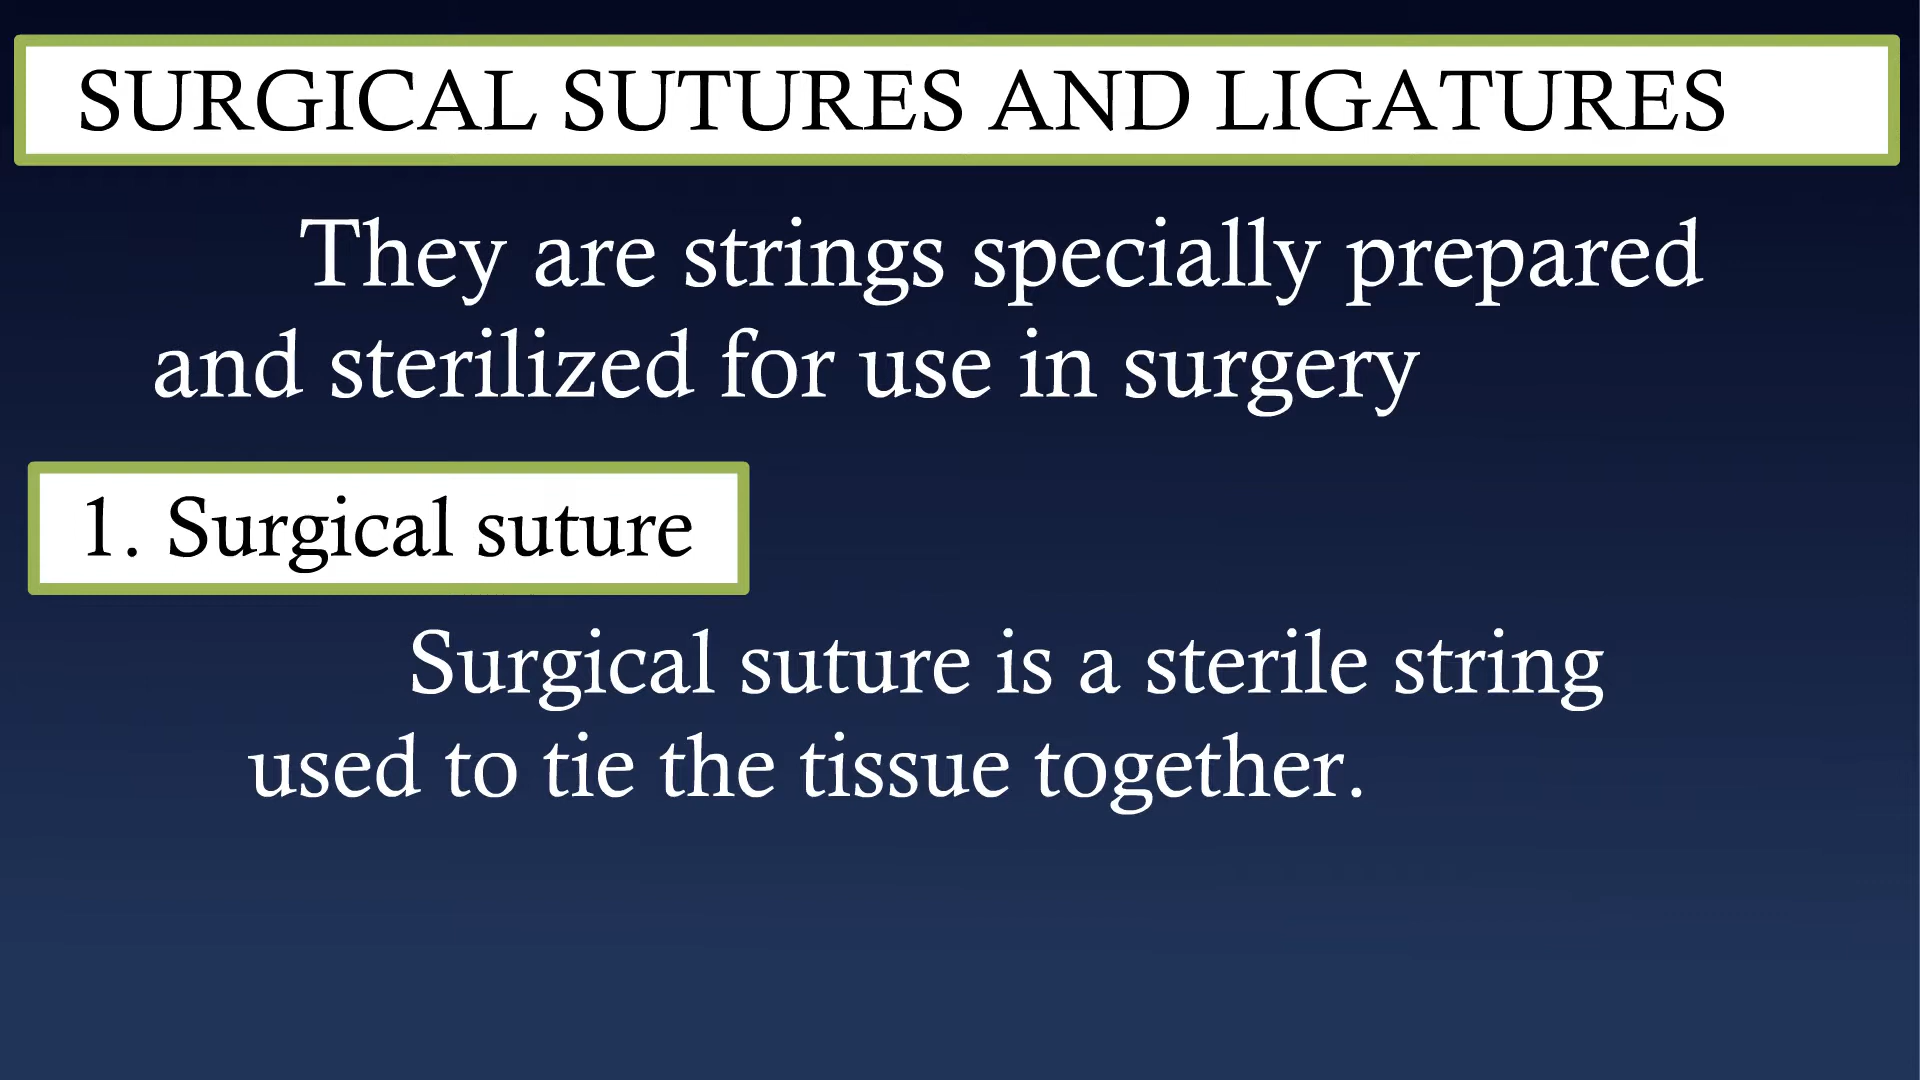 SURGICAL SUTURES AND LIGATURES
They are strings specially prepared
and sterilized for use in surgery
1. Surgical suture
Surgical suture is a sterile string
used to tie the tissue together.